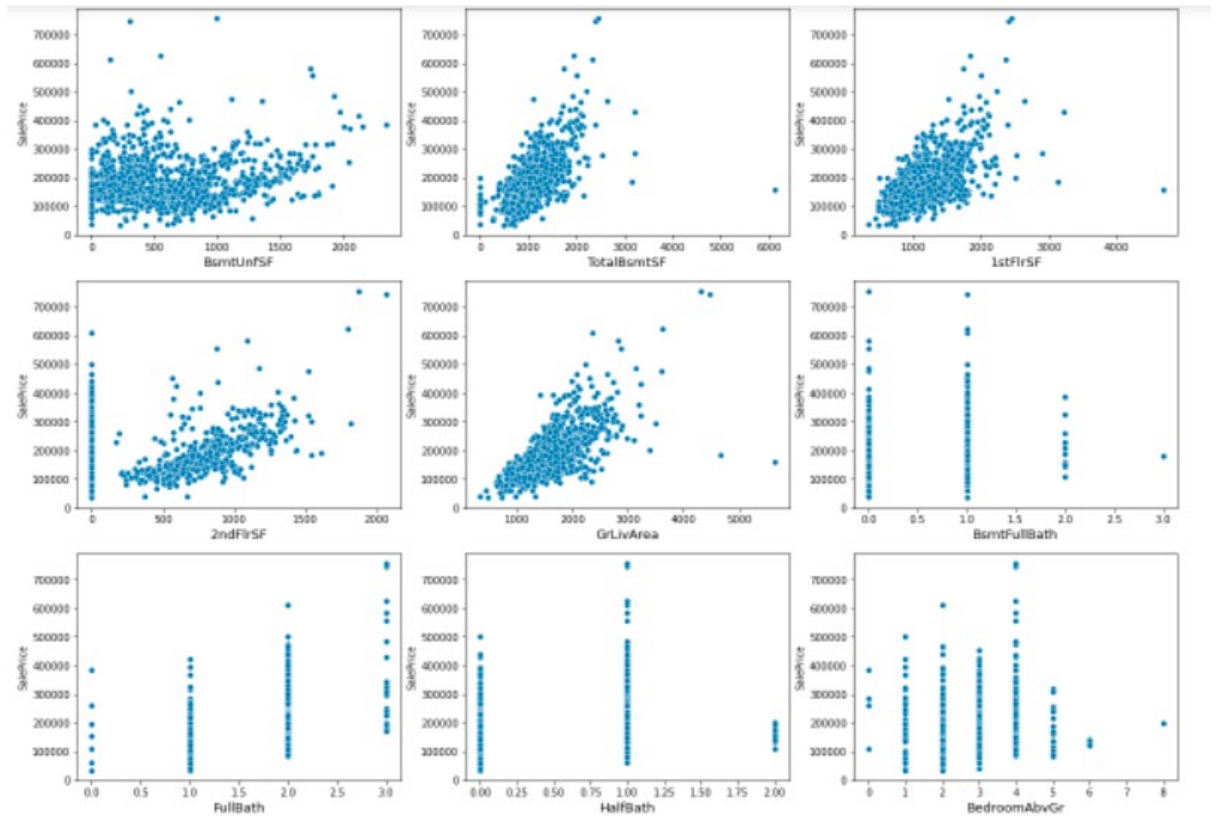 700000
600000
500000
400000
300000
200000
100000
0
SalePrice
0 500 1000 1500 2000
BsmtUnfSF
700000
600000
500000
400000
300000
200000
100000
0
SalePrice
0 1000 2000 3000 4000 5000 6000
TotalBsmtSF
700000
600000
500000
400000
300000
200000
100000
0
SalePrice
1000 2000 3000 4000
1stFlrSF
700000
600000
500000
400000
300000
200000
100000
0
SalePrice
0 500 1000 1500 2000
2ndFlrSF
700000
600000
500000
400000
300000
200000
100000
0
SalePrice
1000 2000 3000 4000 5000
GrLivArea
700000
600000
500000
400000
300000
200000
100000
0
SalePrice
0.0 0.5 1.0 1.5 2.0 2.5 3.0
BsmtFullBath
700000
600000
500000
400000
300000
200000
100000
0
SalePrice
0.0 0.5 1.0 1.5 2.0 2.5 3.0
FullBath
700000
600000
500000
400000
300000
200000
100000
0
SalePrice
0.00 0.25 0.50 0.75 1.00 1.25 1.50 1.75 2.00
HalfBath
700000
600000
500000
400000
300000
200000
100000
0
SalePrice
0 1 2 3 4 5 6 7 8
BedroomAbvGr